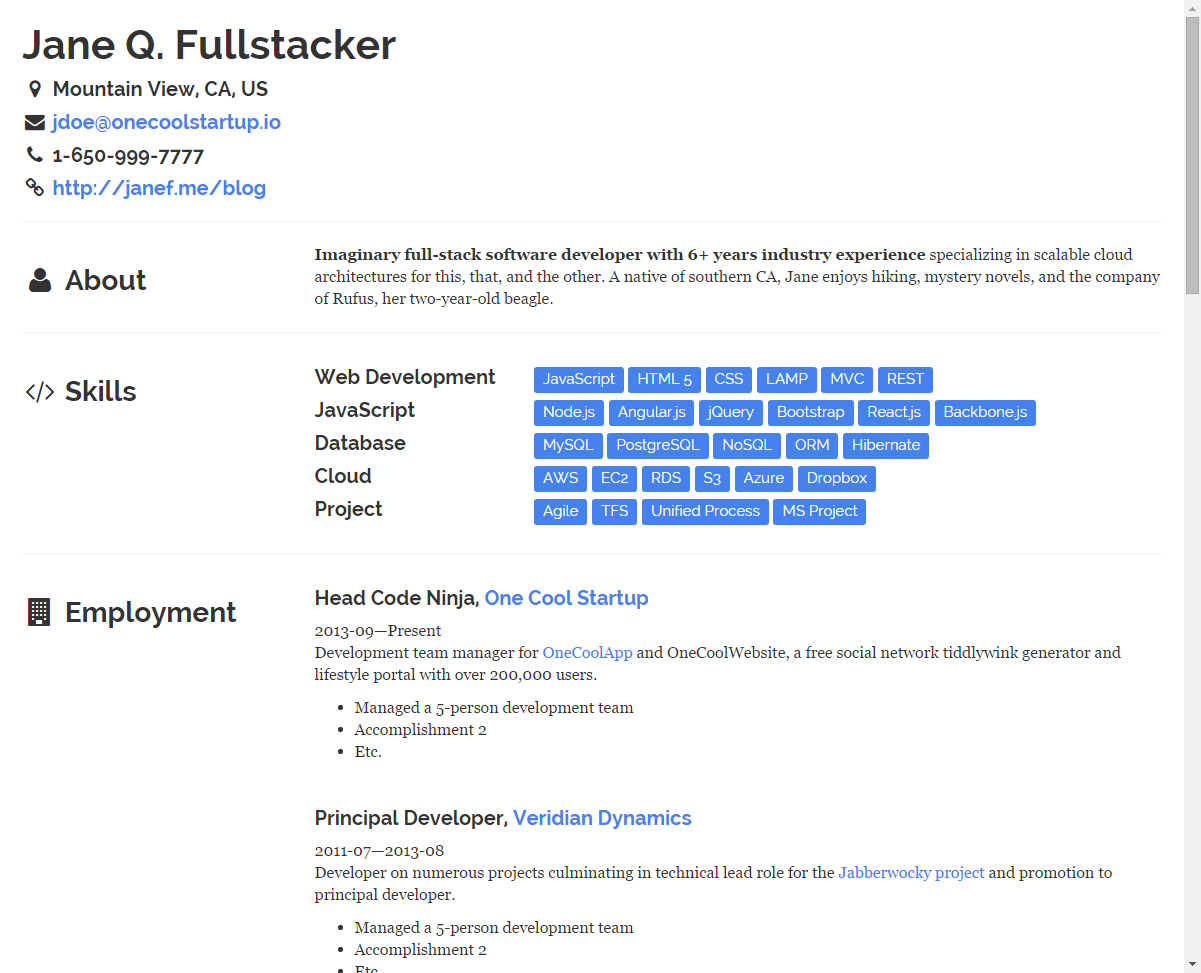 Jane Q. Fullstacker
Mountain View, CA, US
jdoe@onecoolstartup.io
1-650-999-7777
http://janef.me/blog
About
Imaginary full-stack software developer with 6+ years industry experience specializing in scalable cloud
architectures for this, that, and the other. A native of southern CA, Jane enjoys hiking, mystery novels, and the company
of Rufus, her two-year-old beagle.
Skills
Web Development JavaScript HTML 5 CSS LAMP MVC REST
JavaScript Node.js Angular.js jQuery Bootstrap React.js Backbone.js
Database MySQL PostgreSQL NoSQL ORM Hibernate
Cloud AWS EC2 RDS S3 Azure Dropbox
Project Agile TFS Unified Process MS Project
Employment
Head Code Ninja, One Cool Startup
2013-09—Present
Development team manager for OneCoolApp and OneCoolWebsite, a free social network tiddlywink generator and
lifestyle portal with over 200,000 users.
• Managed a 5-person development team
• Accomplishment 2
• Etc.
Principal Developer, Veridian Dynamics
2011-07—2013-08
Developer on numerous projects culminating in technical lead role for the Jabberwocky project and promotion to
principal developer.
• Managed a 5-person development team
• Accomplishment 2
• Etc.